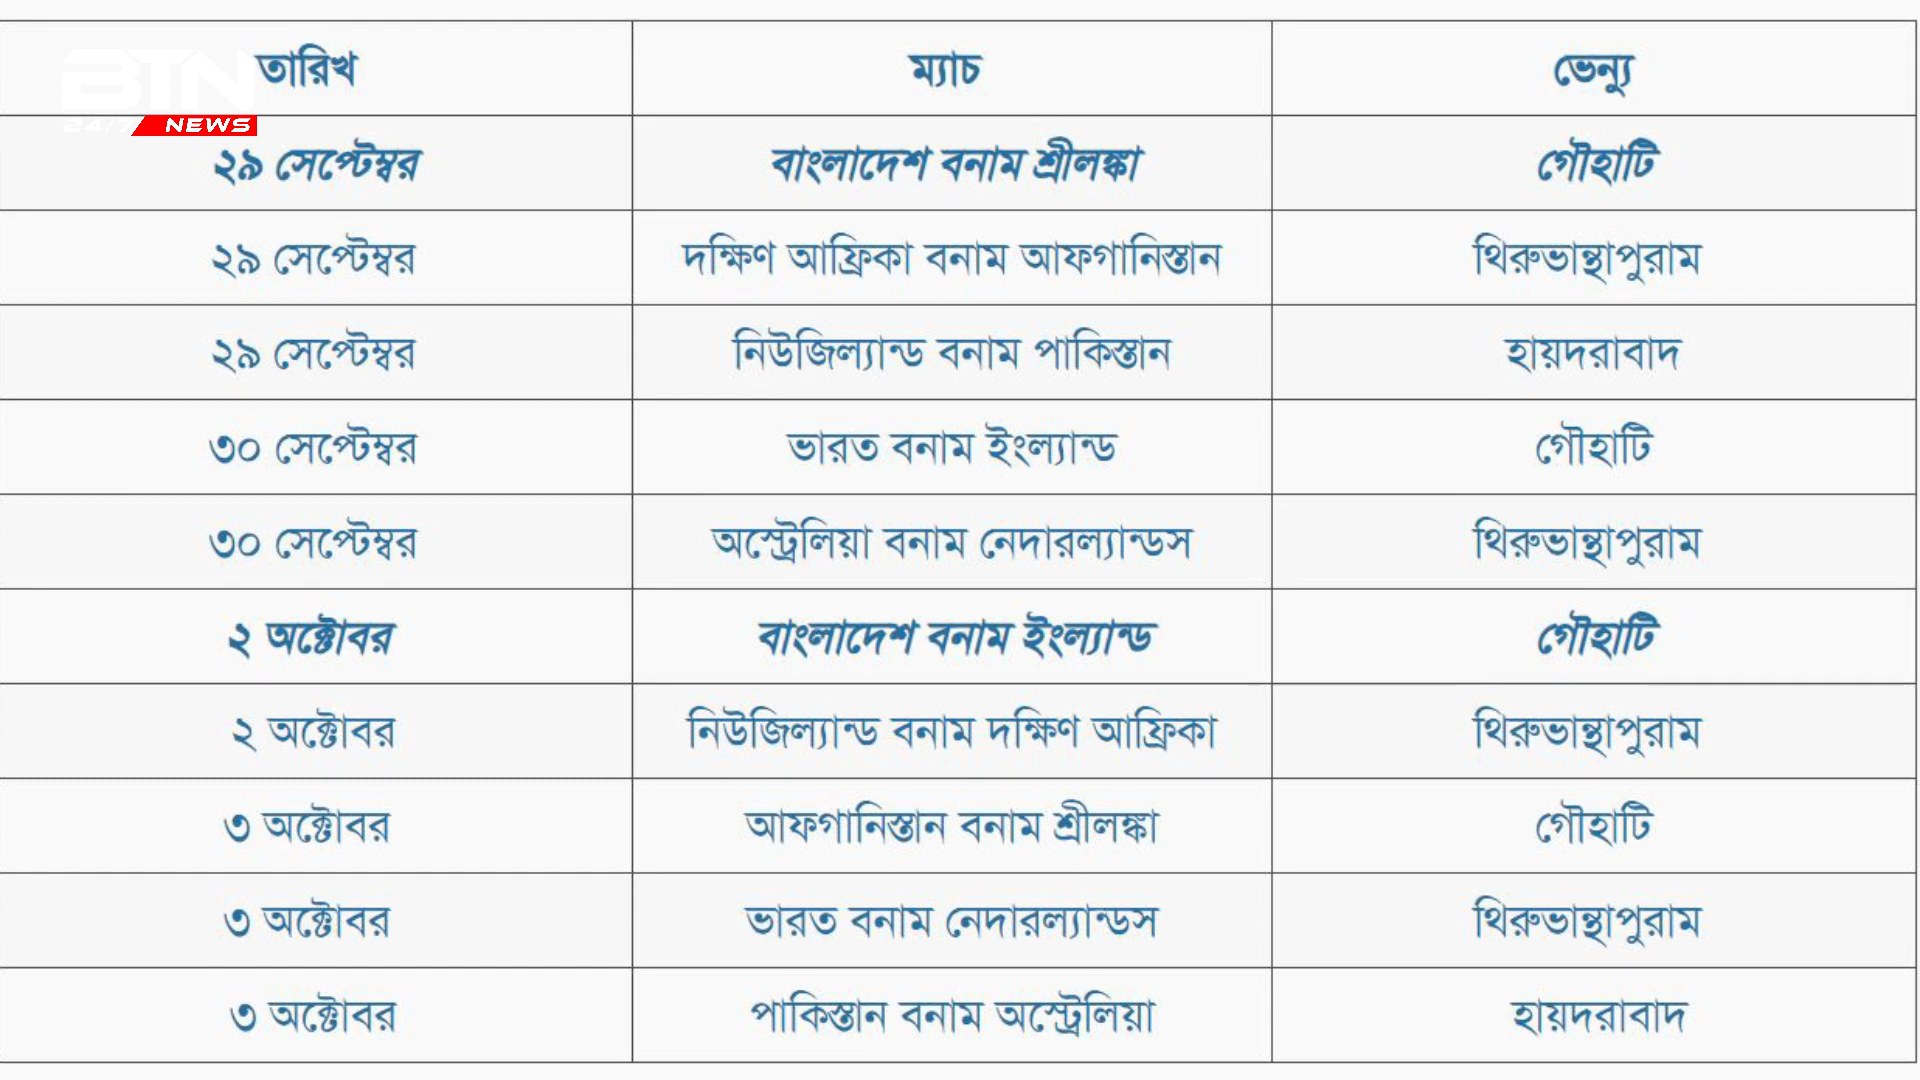 BTN
24/7 NEWS
তারিখ ম্যাচ ভেন্যু
২৯ সেপ্টেম্বর বাংলাদেশ বনাম শ্রীলঙ্কা গৌহাটি
২৯ সেপ্টেম্বর দক্ষিণ আফ্রিকা বনাম আফগানিস্তান থিরুভান্থাপুরাম
২৯ সেপ্টেম্বর নিউজিল্যান্ড বনাম পাকিস্তান হায়দরাবাদ
৩০ সেপ্টেম্বর ভারত বনাম ইংল্যান্ড গৌহাটি
৩০ সেপ্টেম্বর অস্ট্রেলিয়া বনাম নেদারল্যান্ডস থিরুভান্থাপুরাম
২ অক্টোবর বাংলাদেশ বনাম ইংল্যান্ড গৌহাটি
২ অক্টোবর নিউজিল্যান্ড বনাম দক্ষিণ আফ্রিকা থিরুভান্থাপুরাম
৩ অক্টোবর আফগানিস্তান বনাম শ্রীলঙ্কা গৌহাটি
৩ অক্টোবর ভারত বনাম নেদারল্যান্ডস থিরুভান্থাপুরাম
৩ অক্টোবর পাকিস্তান বনাম অস্ট্রেলিয়া হায়দরাবাদ